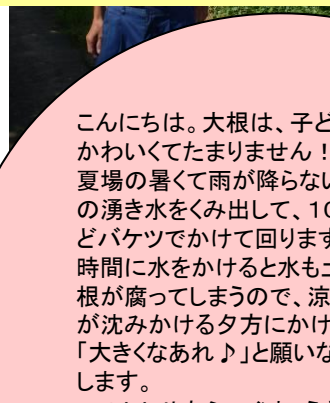 こんにちは。大根は、子ど
かわいくてたまりません！
夏場の暑くて雨が降らない
の湧き水をくみ出して、10
どバケツでかけて回ります
時間に水をかけると水も土
根が腐ってしまうので、涼
が沈みかける夕方にかけ
「大きくなあれ♪」と願いな
します。